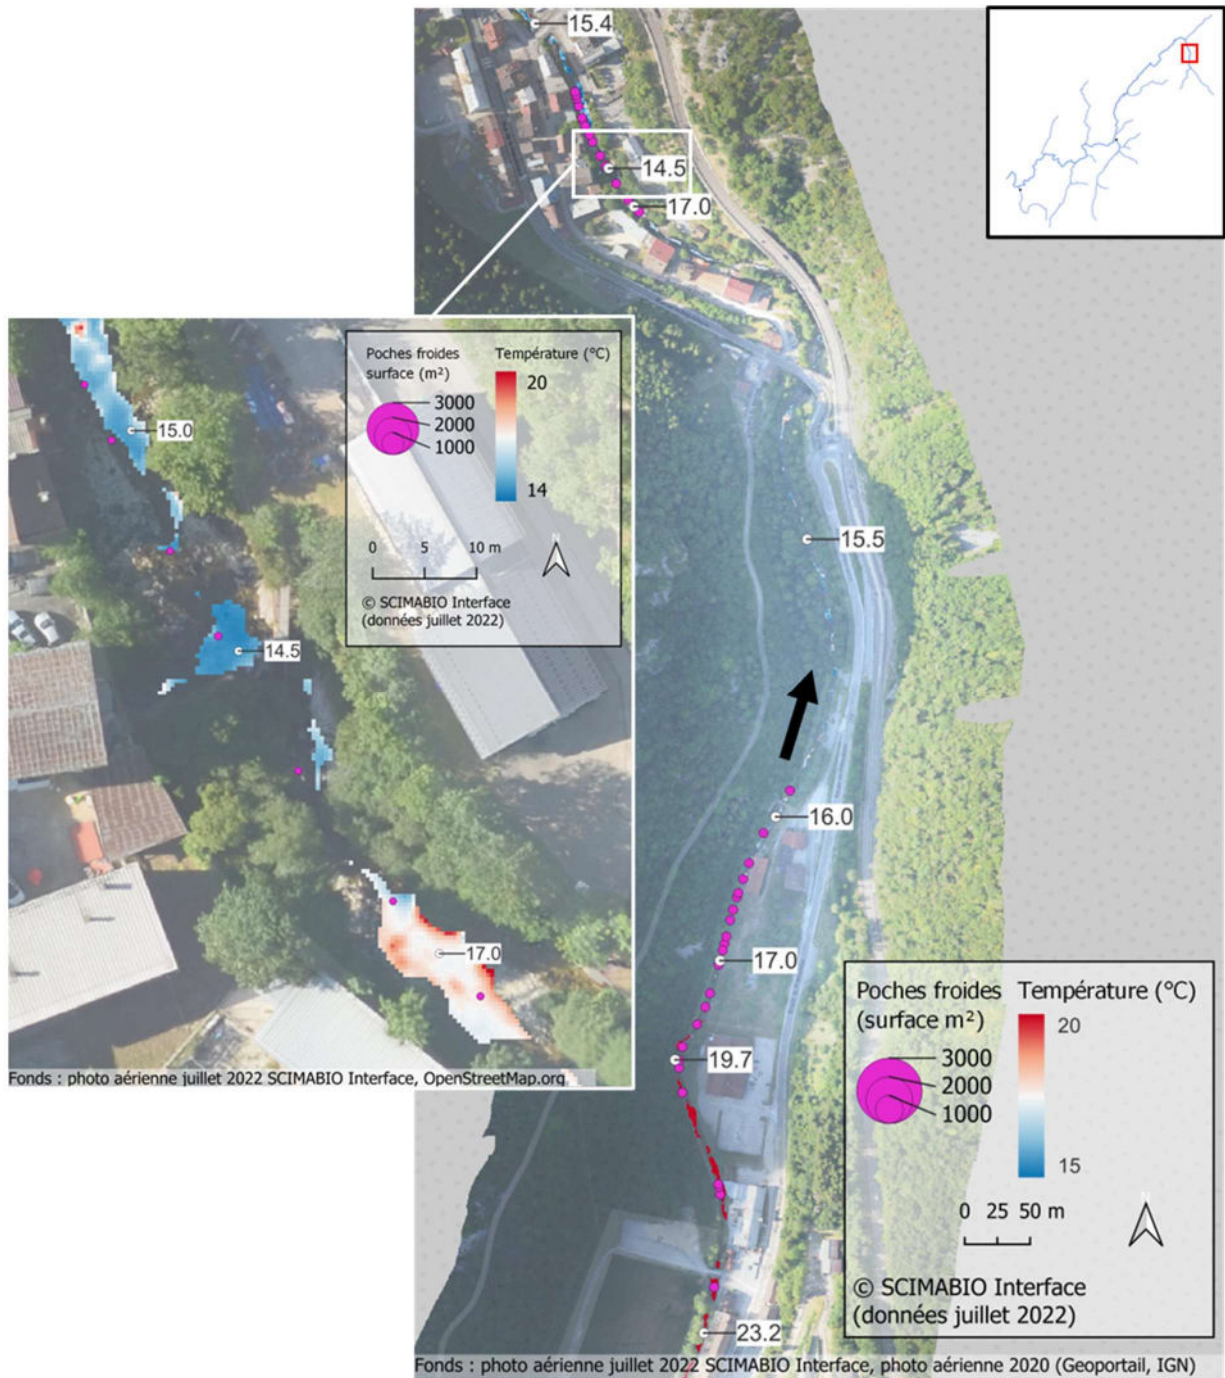 15.4
14.5
17.0
15.0
14.5
17.0
Poches froides
surface (m²)
3000
2000
1000
Température (°C)
20
14
0 5 10 m
N
© SCIMABIO Interface
(données juillet 2022)
Fonds : photo aérienne juillet 2022 SCIMABIO Interface, OpenStreetMap.org
15.5
16.0
17.0
19.7
23.2
Poches froides
(surface m²)
3000
2000
1000
Température (°C)
20
15
0 25 50 m
N
© SCIMABIO Interface
(données juillet 2022)
Fonds : photo aérienne juillet 2022 SCIMABIO Interface, photo aérienne 2020 (Geoportail, IGN)